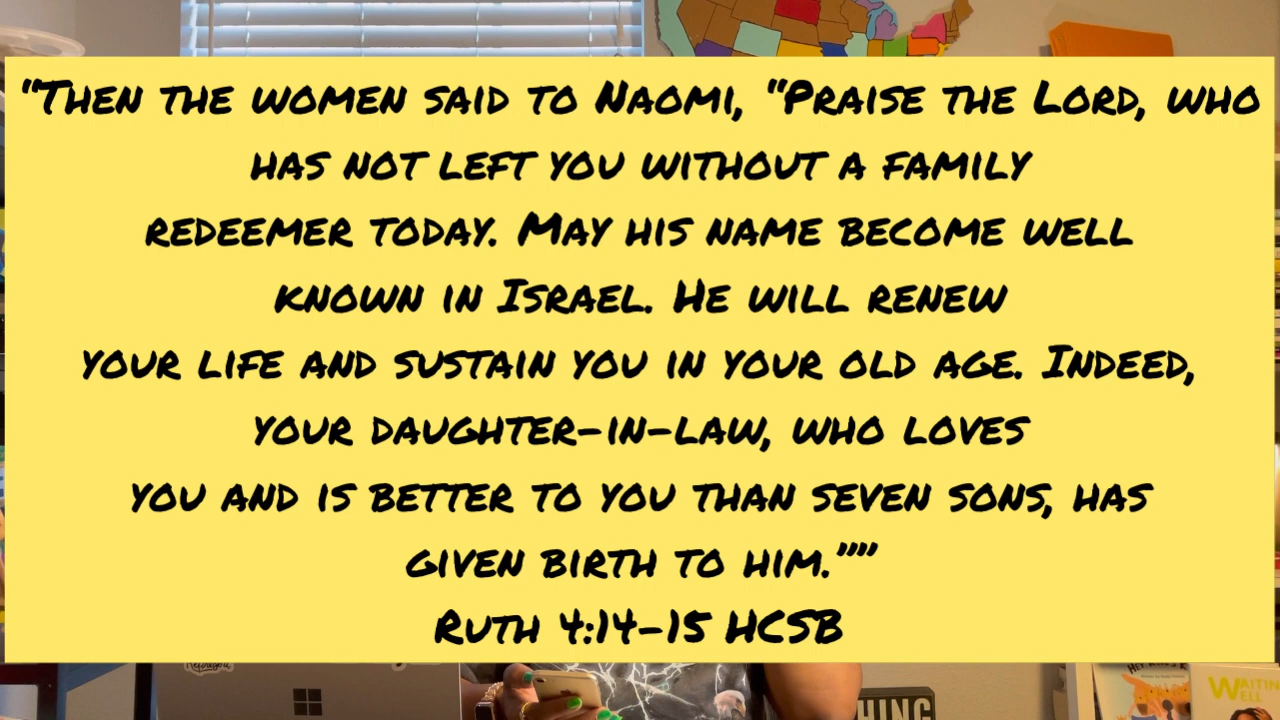 “Then the women said to Naomi, “Praise the Lord, who
has not left you without a family
redeemer today. May his name become well
known in Israel. He will renew
your life and sustain you in your old age. Indeed,
your daughter-in-law, who loves
you and is better to you than seven sons, has
given birth to him.”’”
Ruth 4:14-15 HCSB
HING
WAITIN
ELL